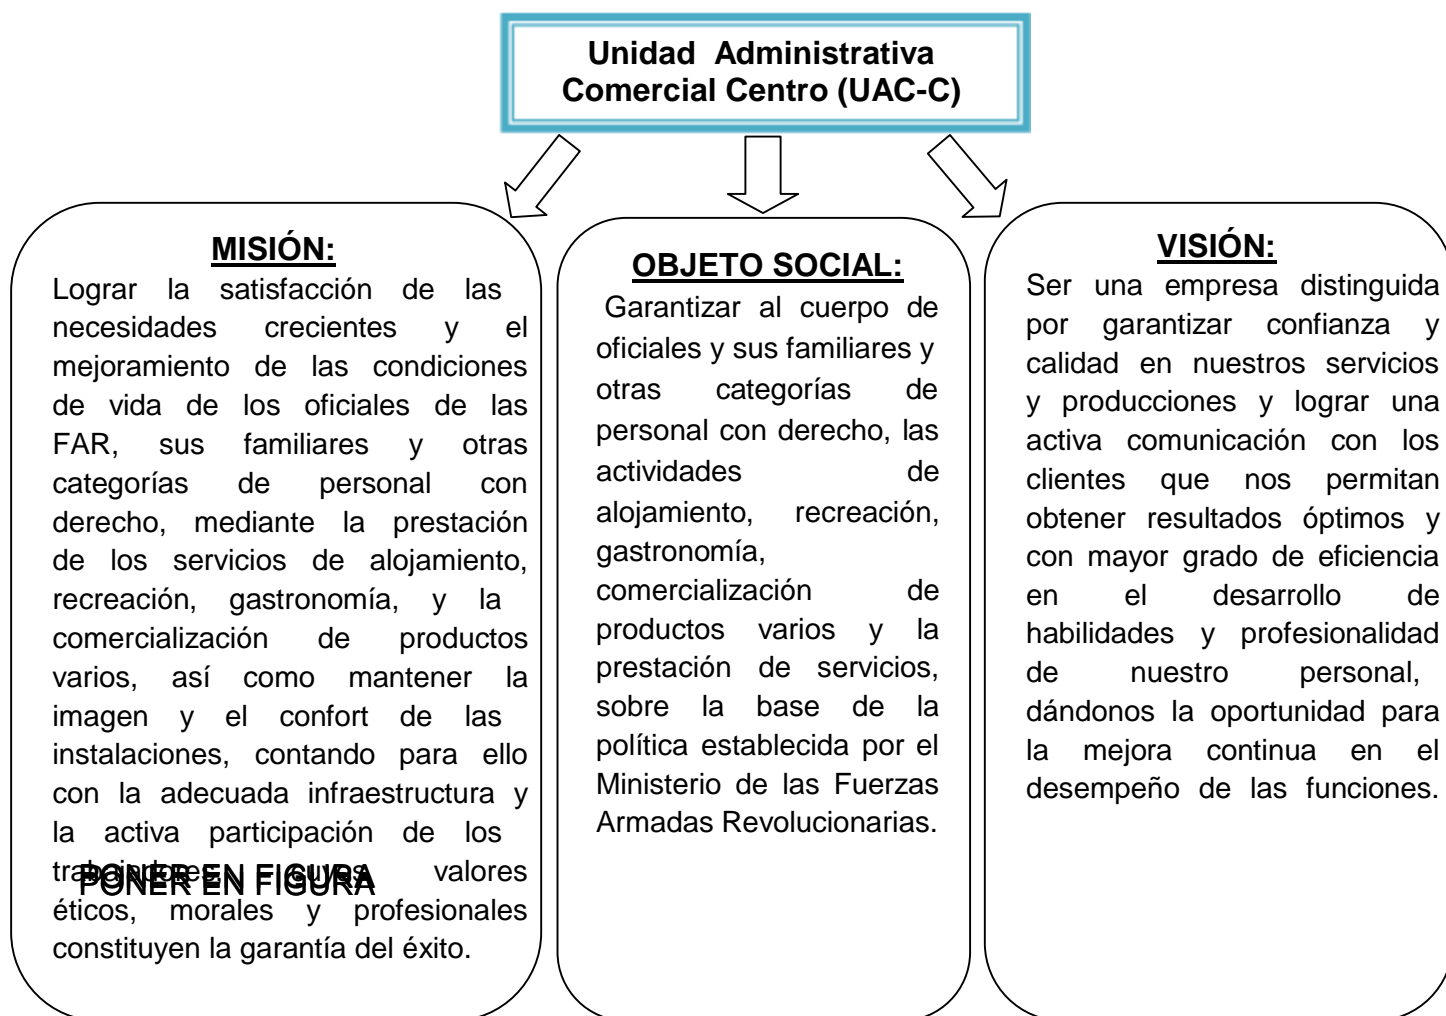 Unidad Administrativa
Comercial Centro (UAC-C)
MISIÓN:
Lograr la satisfacción de las
necesidades crecientes y el
mejoramiento de las condiciones
de vida de los oficiales de las
FAR, sus familiares y otras
categorías de personal con
derecho, mediante la prestación
de los servicios de alojamiento,
recreación, gastronomía, y la
comercialización de productos
varios, así como mantener la
imagen y el confort de las
instalaciones, contando para ello
con la adecuada infraestructura y
la activa participación de los
trabajadores, cuyos valores
éticos, morales y profesionales
constituyen la garantía del éxito.
PONER EN FIGURA
OBJETO SOCIAL:
Garantizar al cuerpo de
oficiales y sus familiares y
otras categorías de
personal con derecho, las
actividades de
alojamiento, recreación,
gastronomía,
comercialización de
productos varios y la
prestación de servicios,
sobre la base de la
política establecida por el
Ministerio de las Fuerzas
Armadas Revolucionarias.
VISIÓN:
Ser una empresa distinguida
por garantizar confianza y
calidad en nuestros servicios
y producciones y lograr una
activa comunicación con los
clientes que nos permitan
obtener resultados óptimos y
con mayor grado de eficiencia
en el desarrollo de
habilidades y profesionalidad
de nuestro personal,
dándonos la oportunidad para
la mejora continua en el
desempeño de las funciones.